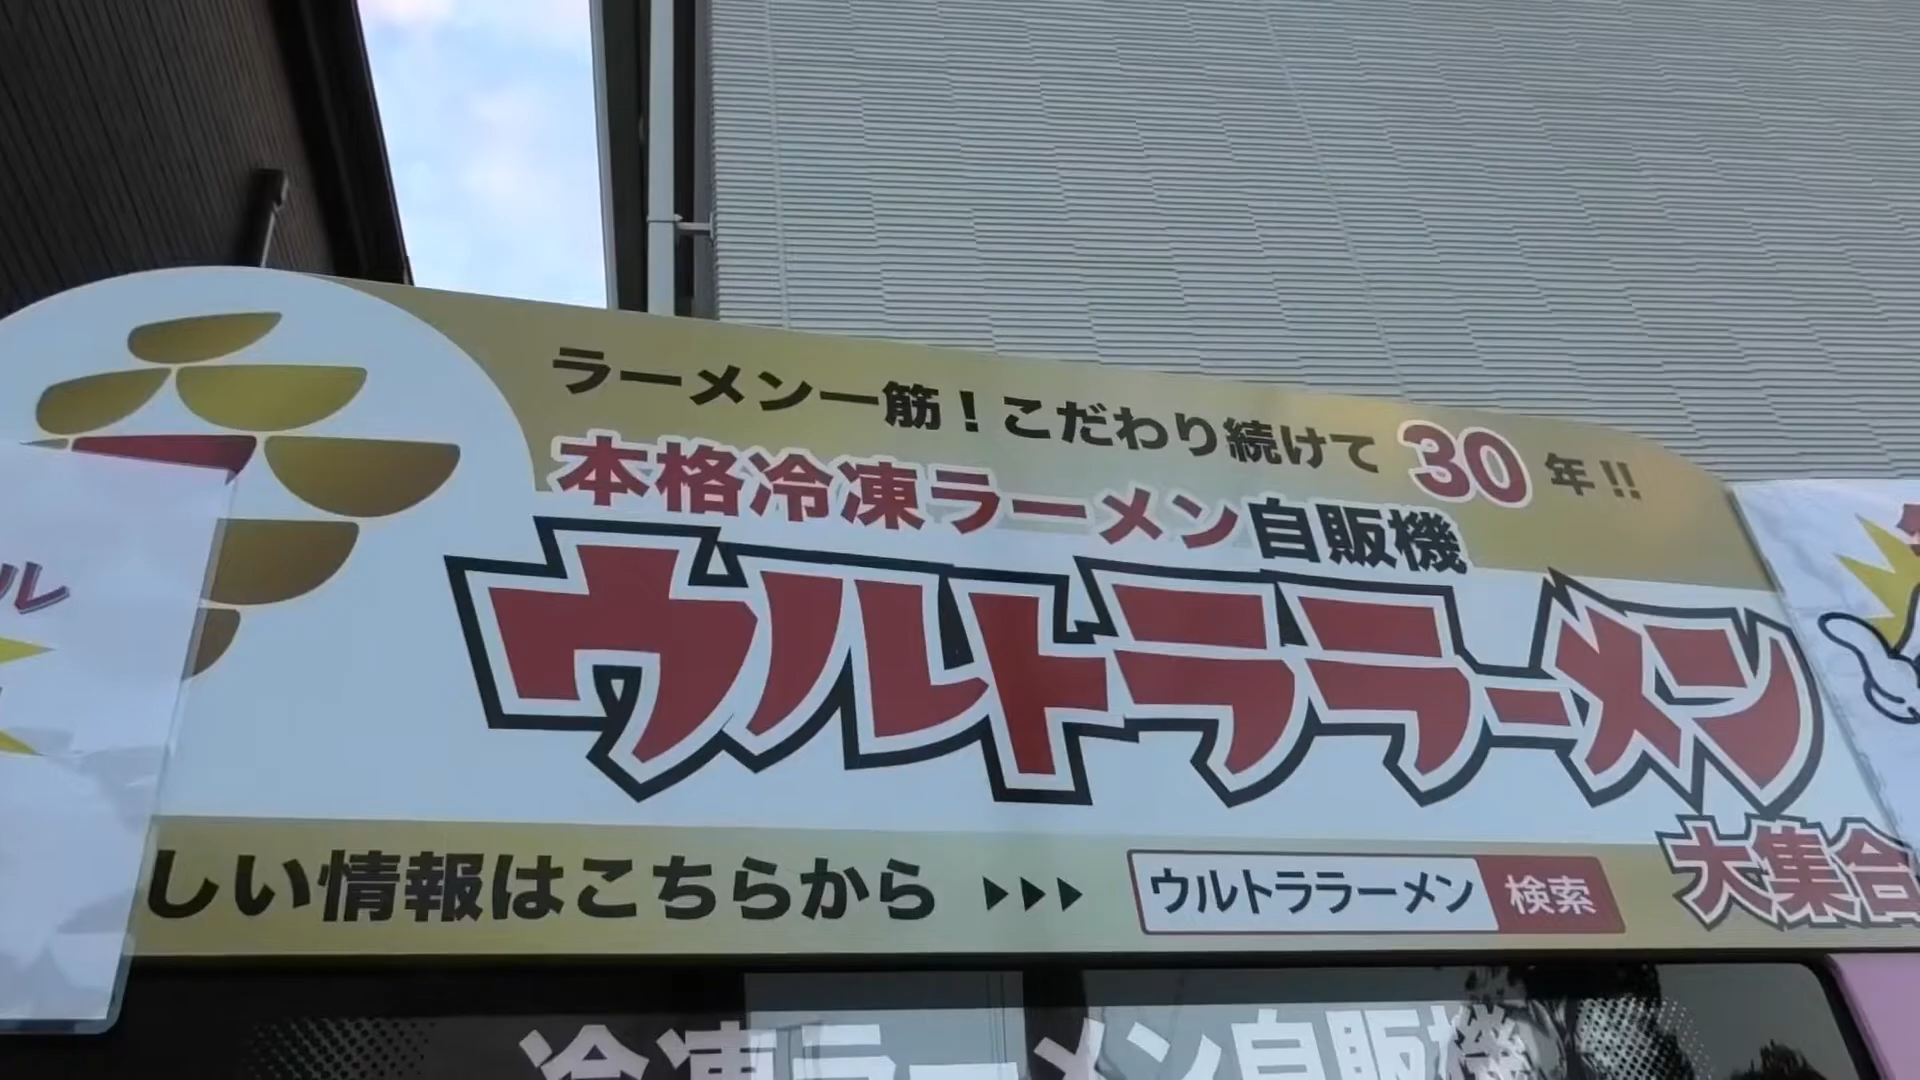 ラーメン一筋！こだわり続けて30年!!
本格冷凍ラーメン自販機
ウルトララーメン
しい情報はこちらから ▶▶▶ ウルトララーメン 検索
大集合
冷凍ラーメン自販機
ル